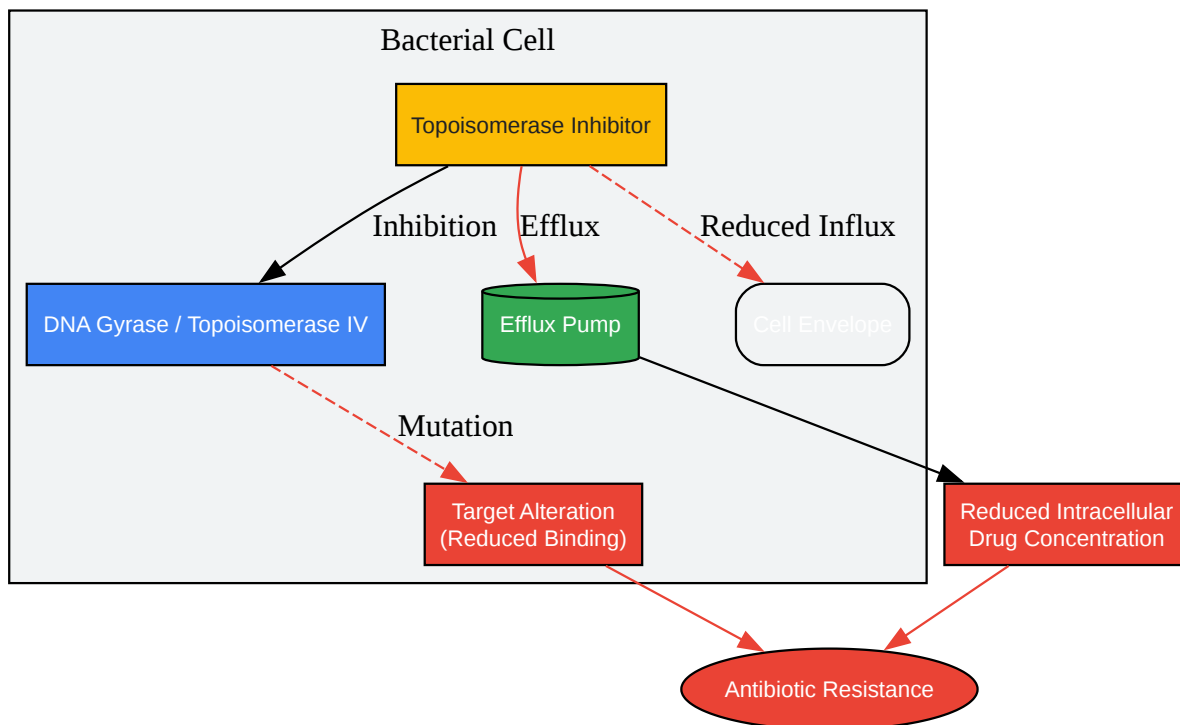 Bacterial Cell
Topoisomerase Inhibitor
Inhibition
Efflux
Reduced Influx
DNA Gyrase / Topoisomerase IV
Efflux Pump
Cell Envelope
Mutation
Target Alteration
(Reduced Binding)
Reduced Intracellular
Drug Concentration
Antibiotic Resistance